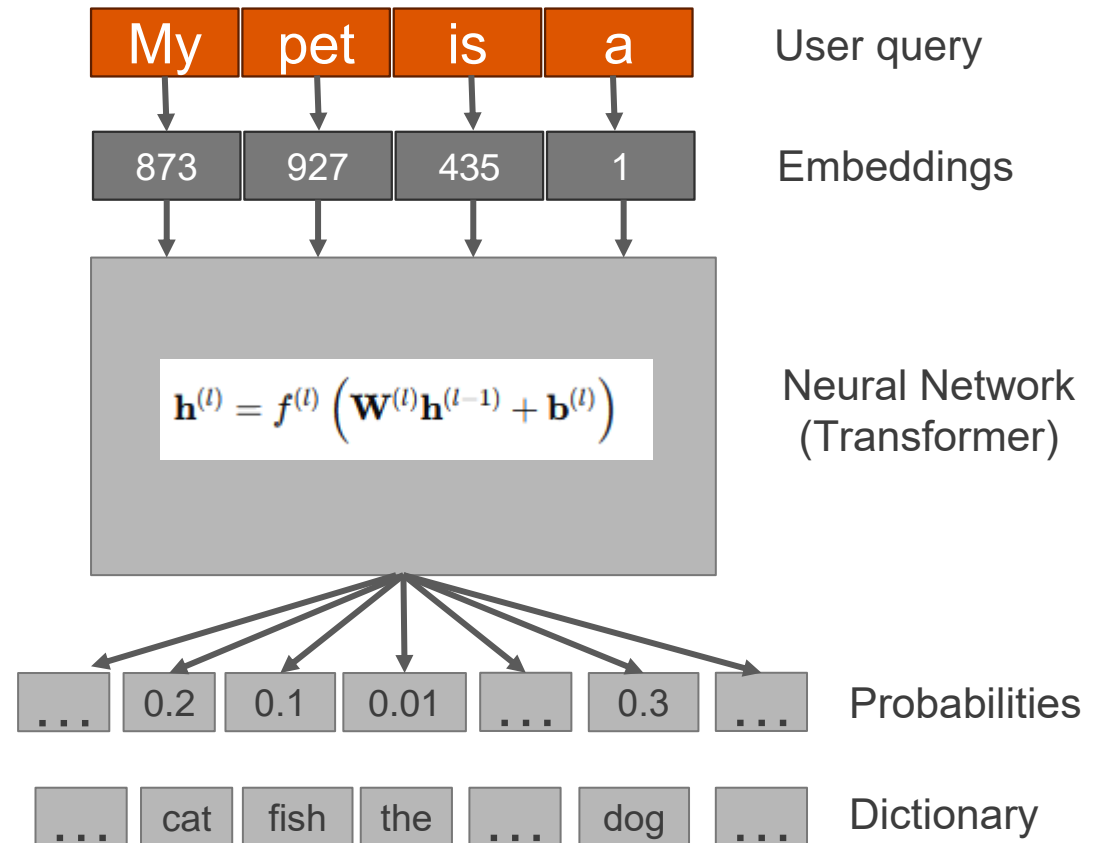 My pet is a
User query
873 927 435 1
Embeddings
𝐡⁽ˡ⁾ = f⁽ˡ⁾ (𝐖⁽ˡ⁾𝐡⁽ˡ⁻¹⁾ + 𝐛⁽ˡ⁾)
Neural Network
(Transformer)
... 0.2 0.1 0.01 ... 0.3 ...
Probabilities
... cat fish the ... dog ...
Dictionary